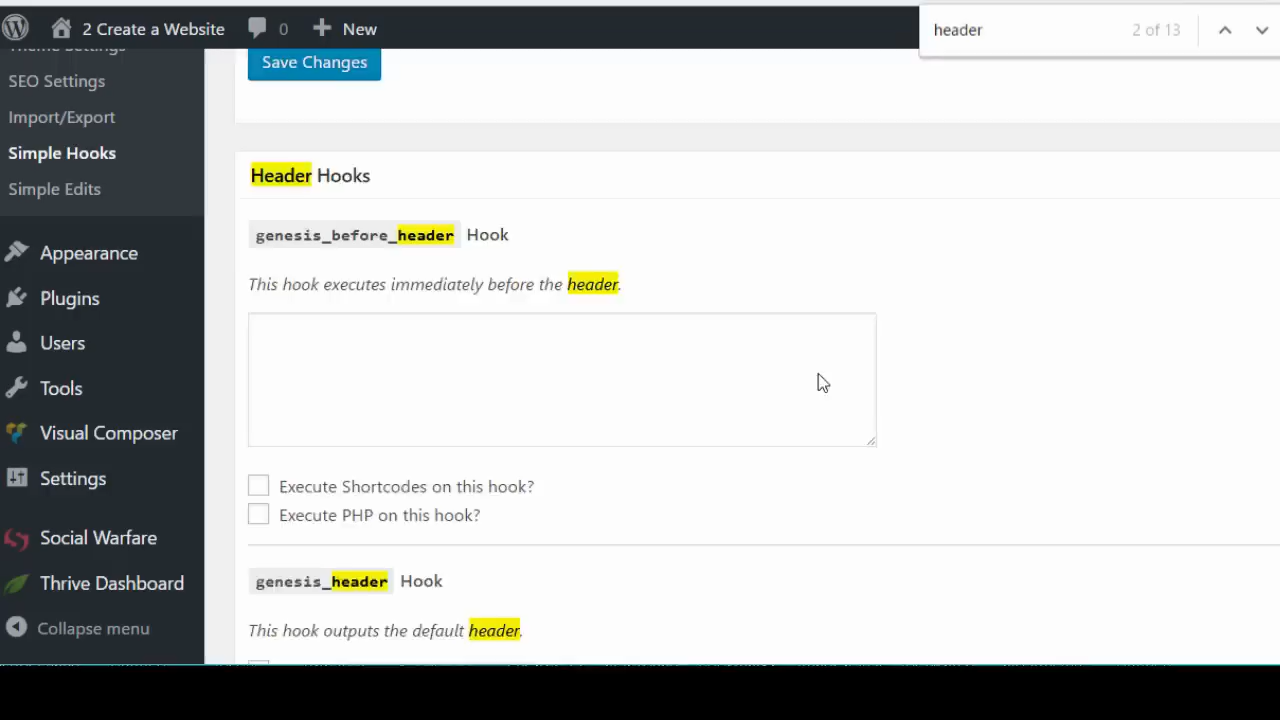 2 Create a Website 0 New
header 2 of 13
Theme Settings
SEO Settings
Import/Export
Simple Hooks
Simple Edits
Appearance
Plugins
Users
Tools
Visual Composer
Settings
Social Warfare
Thrive Dashboard
Collapse menu
Save Changes
Header Hooks
genesis_before_header Hook
This hook executes immediately before the header.
Execute Shortcodes on this hook?
Execute PHP on this hook?
genesis_header Hook
This hook outputs the default header.